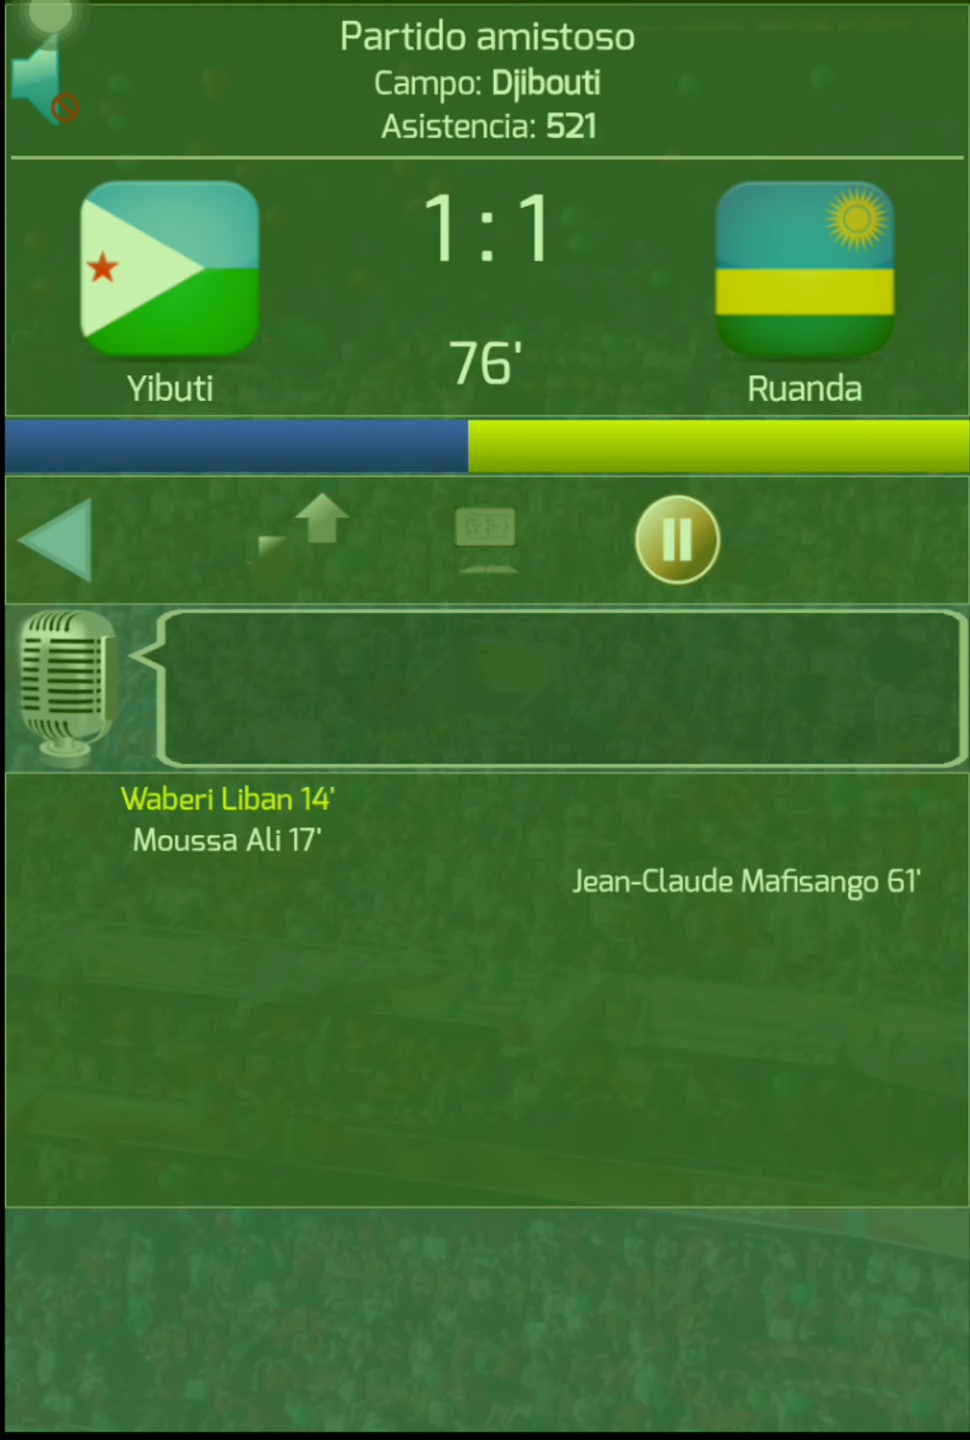 Partido amistoso
Campo: Djibouti
Asistencia: 521
1 : 1
76'
Yibuti
Ruanda
Waberi Liban 14'
Moussa Ali 17'
Jean-Claude Mafisango 61'